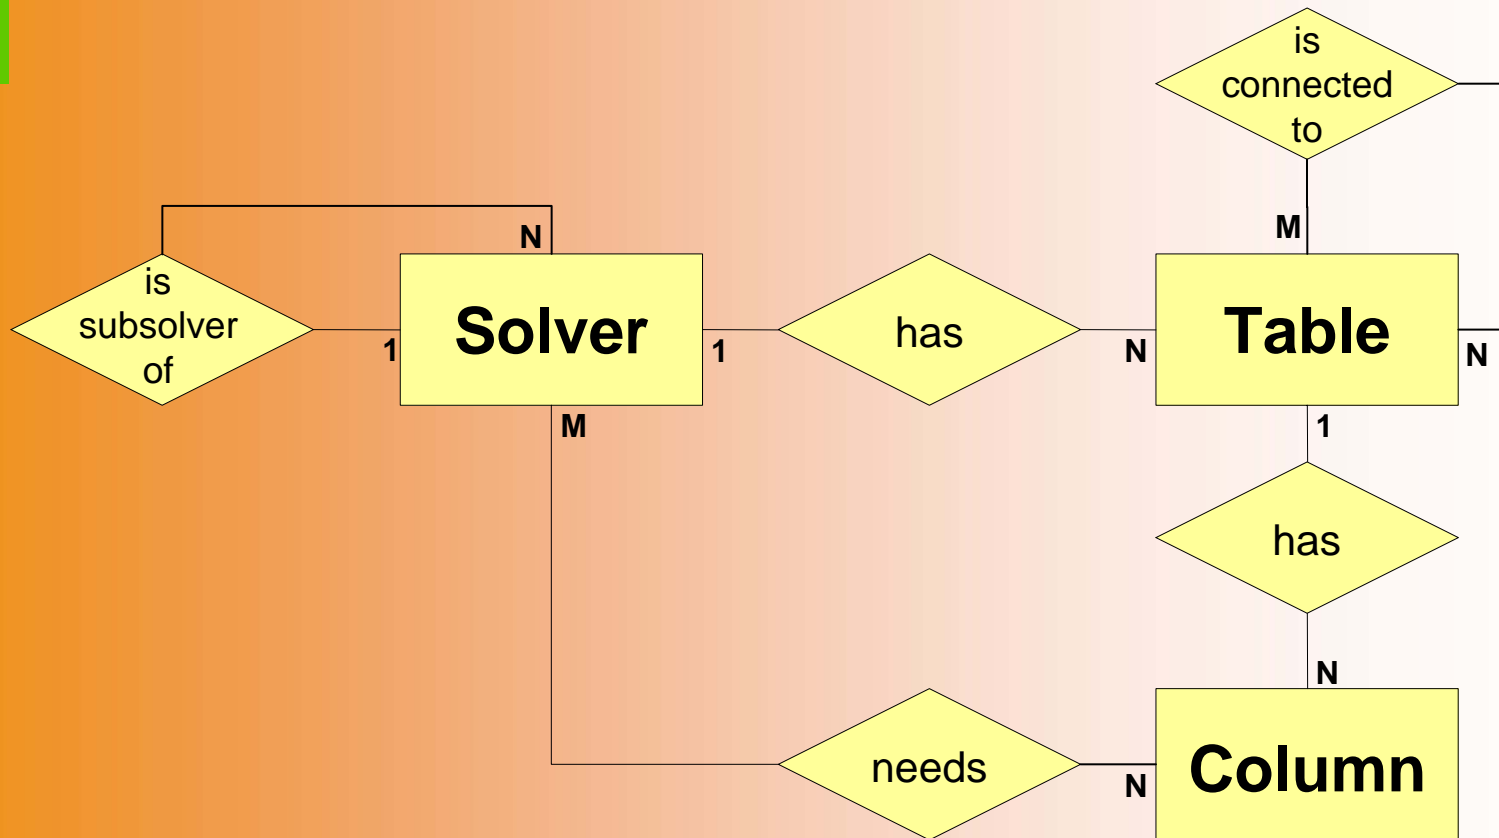 is
connected
to
M
N
is
subsolver
of
1
Solver
1
has
N
Table
N
M
1
has
N
needs
N
Column